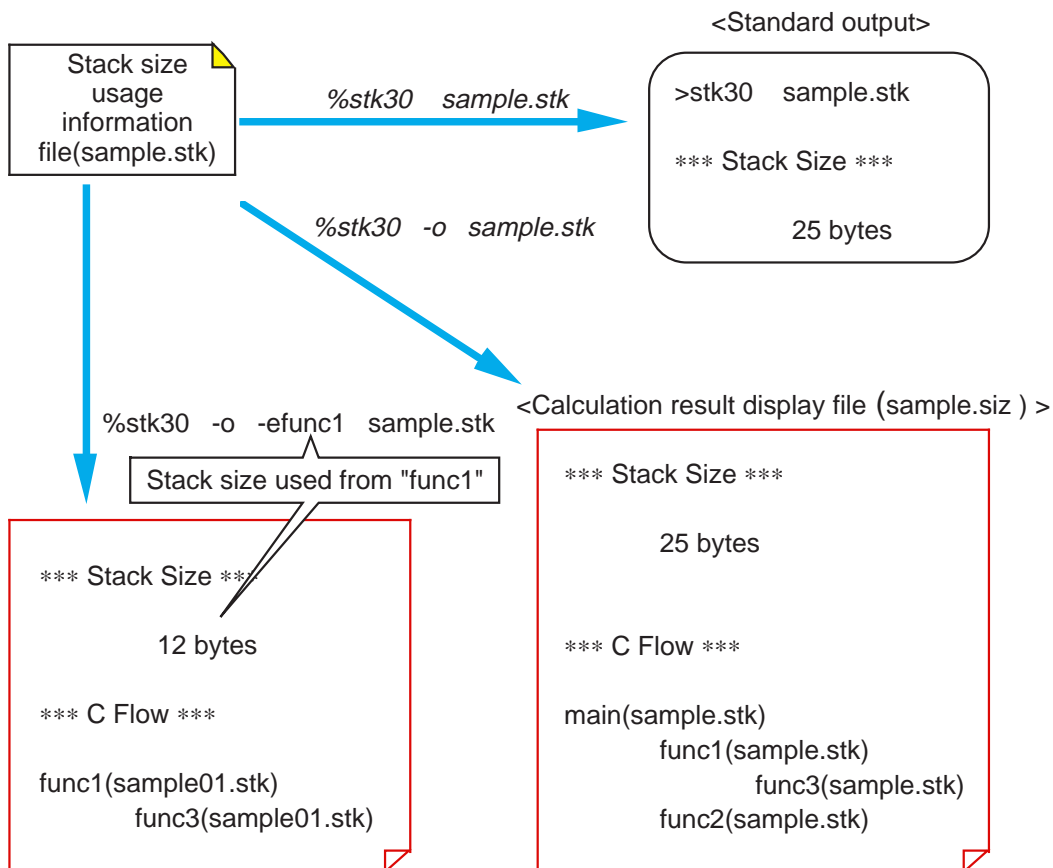 <Standard output>
Stack size
usage
information
file(sample.stk)
%stk30 sample.stk
>stk30 sample.stk
*** Stack Size ***
25 bytes
%stk30 -o sample.stk
%stk30 -o -efunc1 sample.stk
Stack size used from "func1"
*** Stack Size ***
12 bytes
*** C Flow ***
func1(sample01.stk)
func3(sample01.stk)
<Calculation result display file (sample.siz ) >
*** Stack Size ***
25 bytes
*** C Flow ***
main(sample.stk)
func1(sample.stk)
func3(sample.stk)
func2(sample.stk)